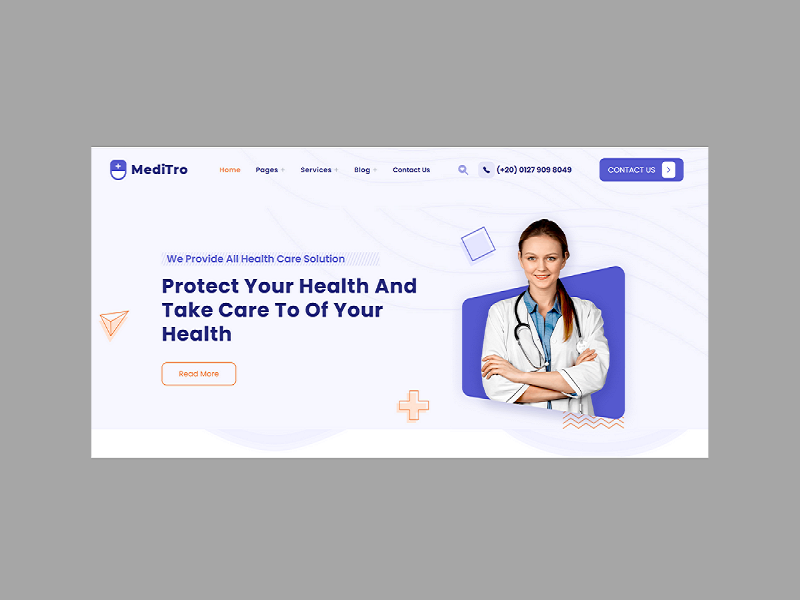 MediTro
Home Pages + Services + Blog + Contact Us
(+20) 0127 909 8049
CONTACT US
We Provide All Health Care Solution
Protect Your Health And
Take Care To Of Your
Health
Read More